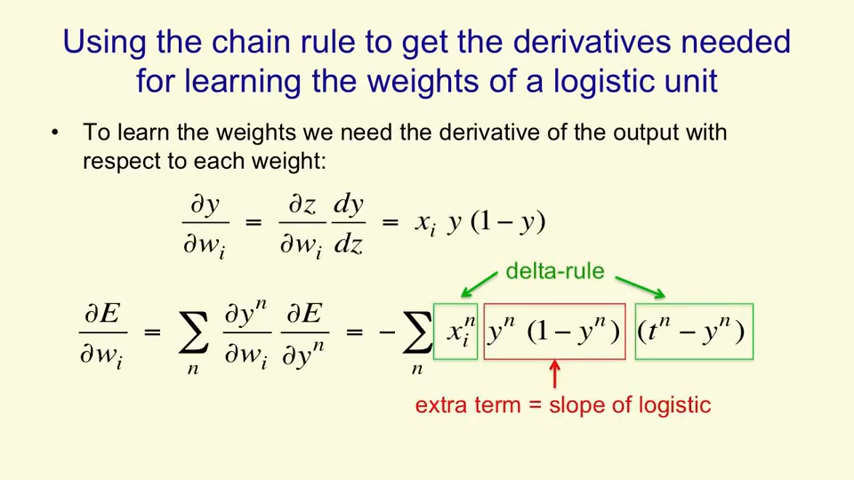 Using the chain rule to get the derivatives needed
for learning the weights of a logistic unit
• To learn the weights we need the derivative of the output with
respect to each weight:
∂y/∂wᵢ = ∂z/∂wᵢ dy/dz = xᵢ y (1 − y)
delta-rule
∂E/∂wᵢ = ∑ₙ ∂yⁿ/∂wᵢ ∂E/∂yⁿ = − ∑ₙ xᵢⁿ yⁿ (1 − yⁿ) (tⁿ − yⁿ)
extra term = slope of logistic